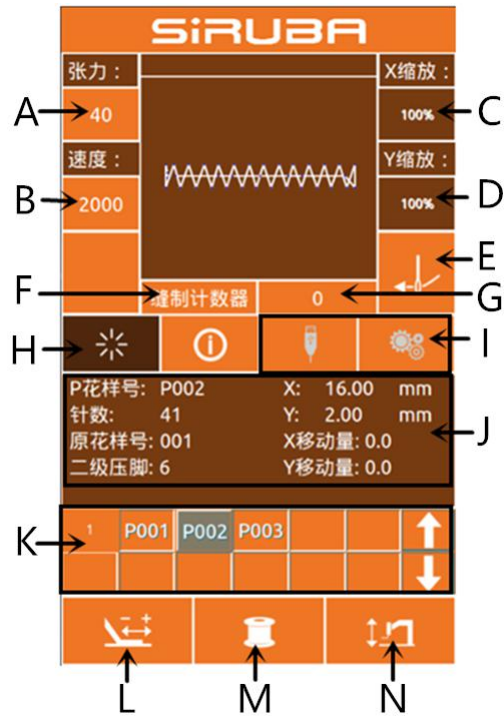 SiRUBA
张力：
X缩放：
A
40
100%
C
速度：
Y缩放：
B
2000
100%
D
E
F
缝制计数器
0
G
H
I
P花样号: P002
X: 16.00 mm
针数: 41
Y: 2.00 mm
原花样号: 001
X移动量: 0.0
二级压脚: 6
Y移动量: 0.0
J
K
1
P001
P002
P003
L
M
N